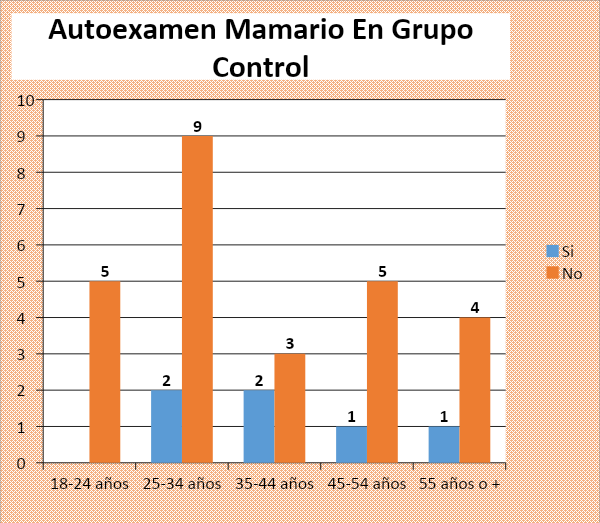 Autoexamen Mamario En Grupo
Control
10
9
8
7
6
5
4
3
2
1
0
5
2
9
2
3
1
5
1
4
18-24 años
25-34 años
35-44 años
45-54 años
55 años o +
Si
No